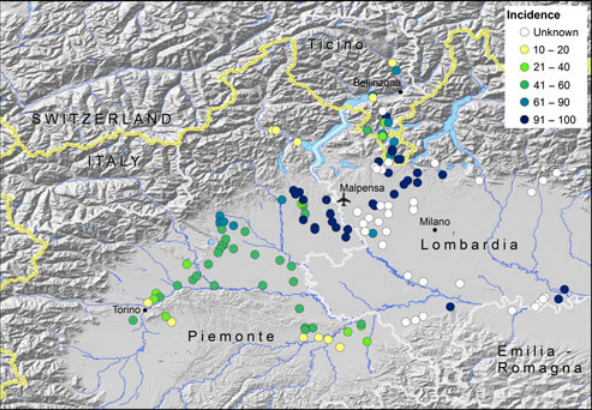 Incidence
Unknown
10 – 20
21 – 40
41 – 60
61 – 90
91 – 100
Ticino
Bellinzona
SWITZERLAND
ITALY
Malpensa
Milano
Lombardia
Torino
Piemonte
Emilia -
Romagna